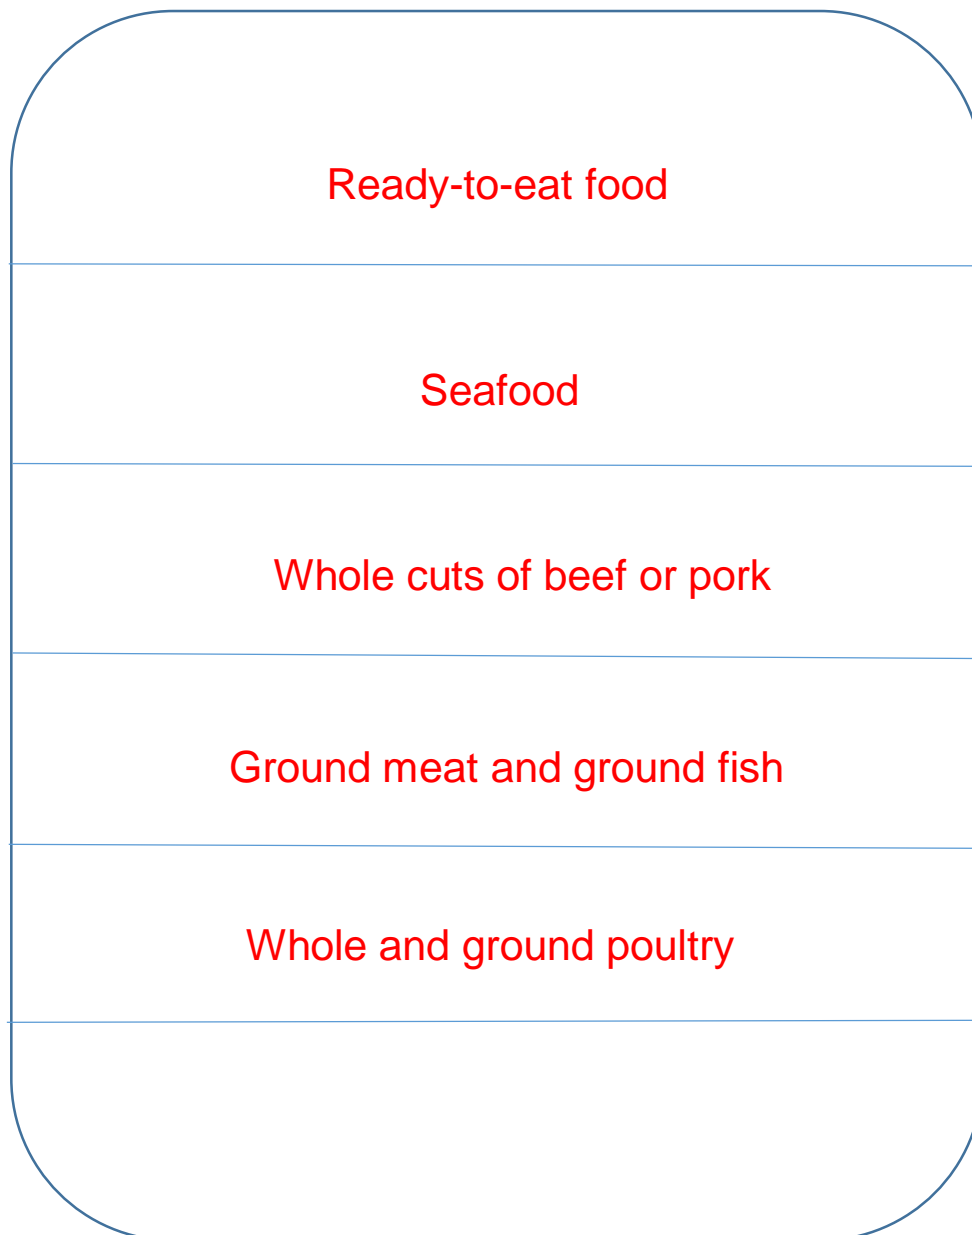 Ready-to-eat food
Seafood
Whole cuts of beef or pork
Ground meat and ground fish
Whole and ground poultry